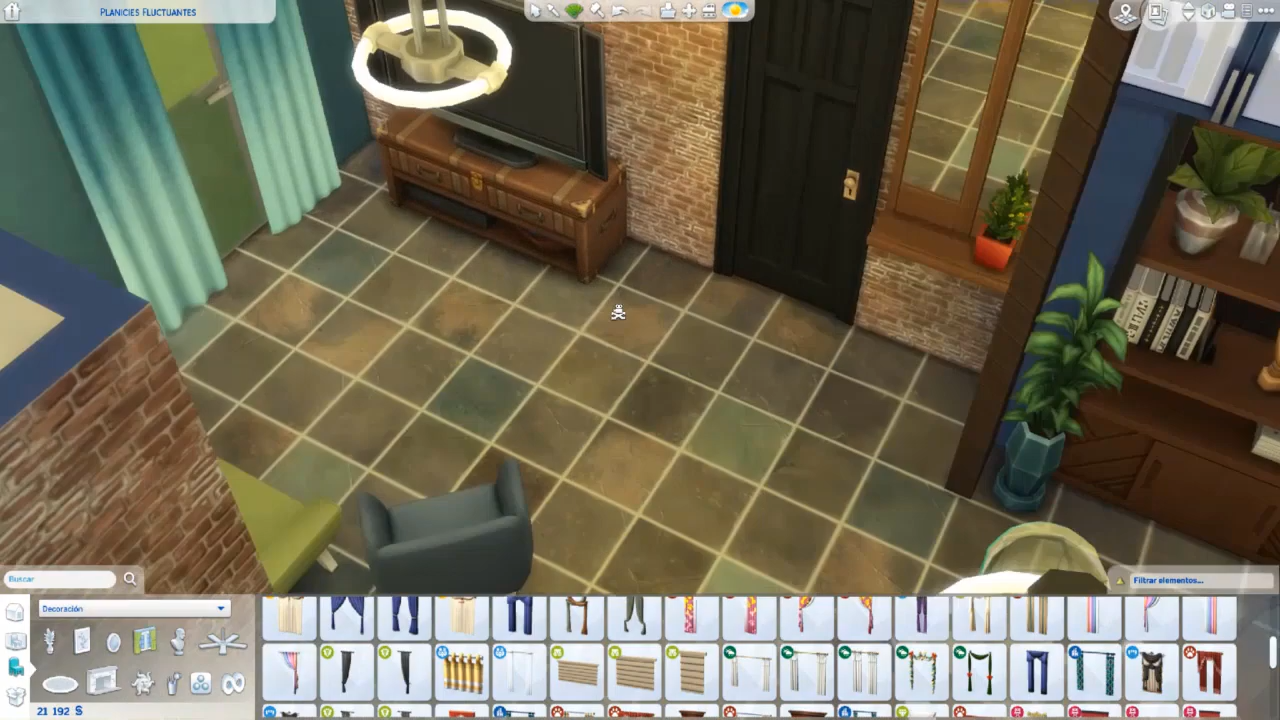 PLANICIES FLUCTUANTES
Buscar
Filtrar elementos...
Decoración
21 192 $